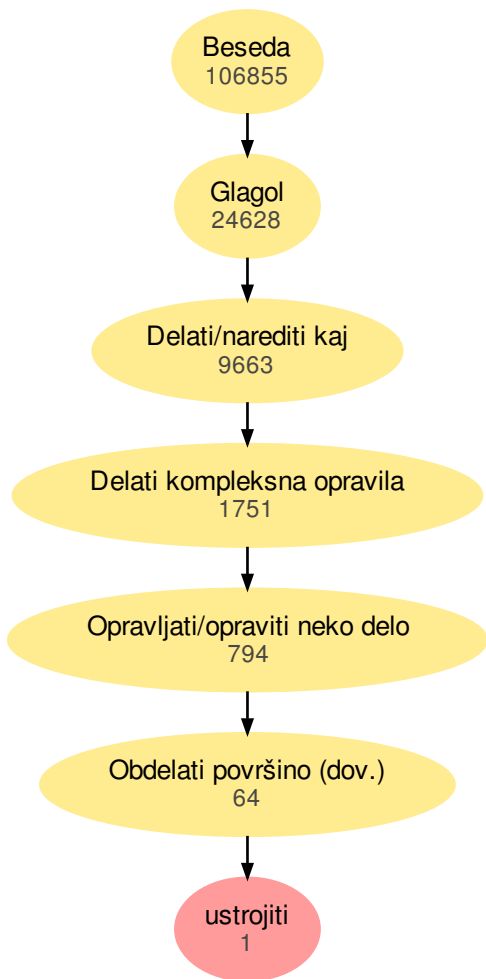 Beseda
106855
Glagol
24628
Delati/narediti kaj
9663
Delati kompleksna opravila
1751
Opravljati/opraviti neko delo
794
Obdelati površino (dov.)
64
ustrojiti
1